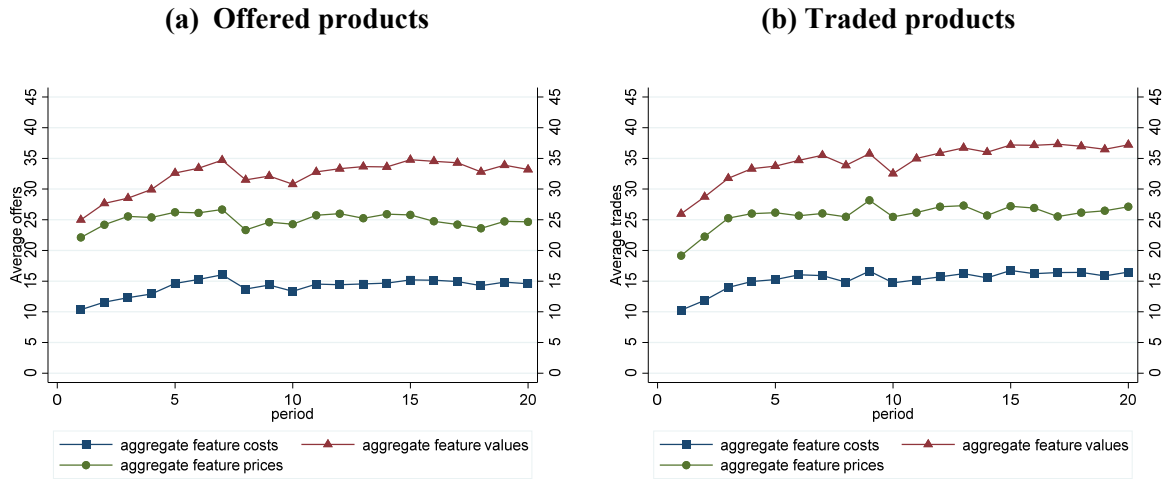 (a) Offered products
45 45
40 40
35 35
30 30
25 25
20 20
15 15
10 10
5 5
0 0
Average offers
0 5 10 15 20
period
aggregate feature costs aggregate feature values
aggregate feature prices
(b) Traded products
45 45
40 40
35 35
30 30
25 25
20 20
15 15
10 10
5 5
0 0
Average trades
0 5 10 15 20
period
aggregate feature costs aggregate feature values
aggregate feature prices